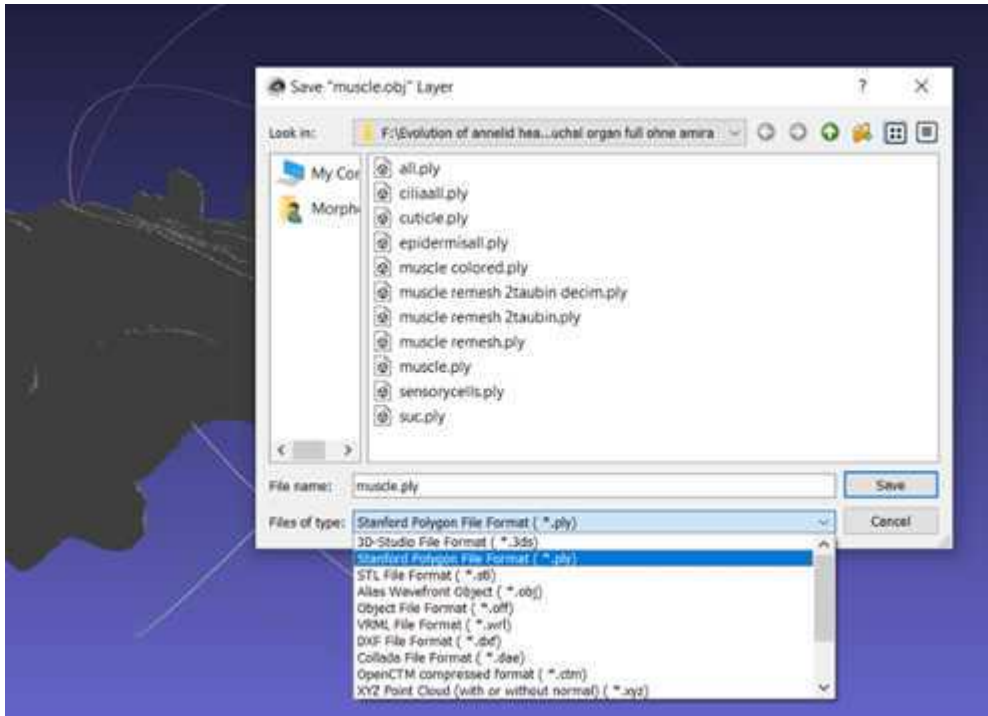 Save "muscle.obj" Layer
?
Look in:
F:\Evolution of annelid hea...uchal organ full ohne amira
My Cor
Morph
all.ply
ciliaall.ply
cuticle.ply
epidermisall.ply
muscle colored.ply
muscle remesh 2taubin decim.ply
muscle remesh 2taubin.ply
muscle remesh.ply
muscle.ply
sensorycells.ply
suc.ply
File name:
muscle.ply
Save
Files of type:
Stanford Polygon File Format ( *.ply)
Cancel
3D-Studio File Format ( *.3ds)
Stanford Polygon File Format ( *.ply)
STL File Format ( *.stl)
Alias Wavefront Object ( *.obj)
Object File Format ( *.off)
VRML File Format ( *.wrl)
DXF File Format ( *.dxf)
Collada File Format ( *.dae)
OpenCTM compressed format ( *.ctm)
XYZ Point Cloud (with or without normal) ( *.xyz)